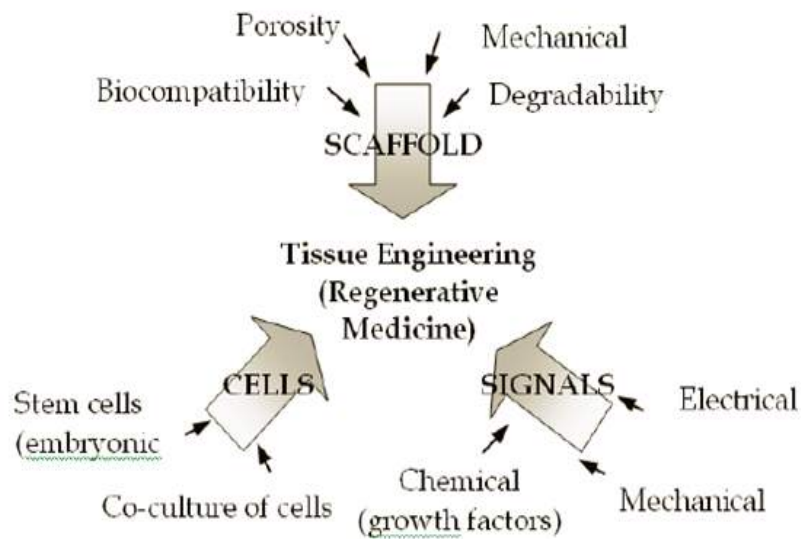 Porosity
Mechanical
Biocompatibility
Degradability
SCAFFOLD
Tissue Engineering
(Regenerative
Medicine)
CELLS
SIGNALS
Stem cells
(embryonic
Electrical
Co-culture of cells
Chemical
(growth factors)
Mechanical